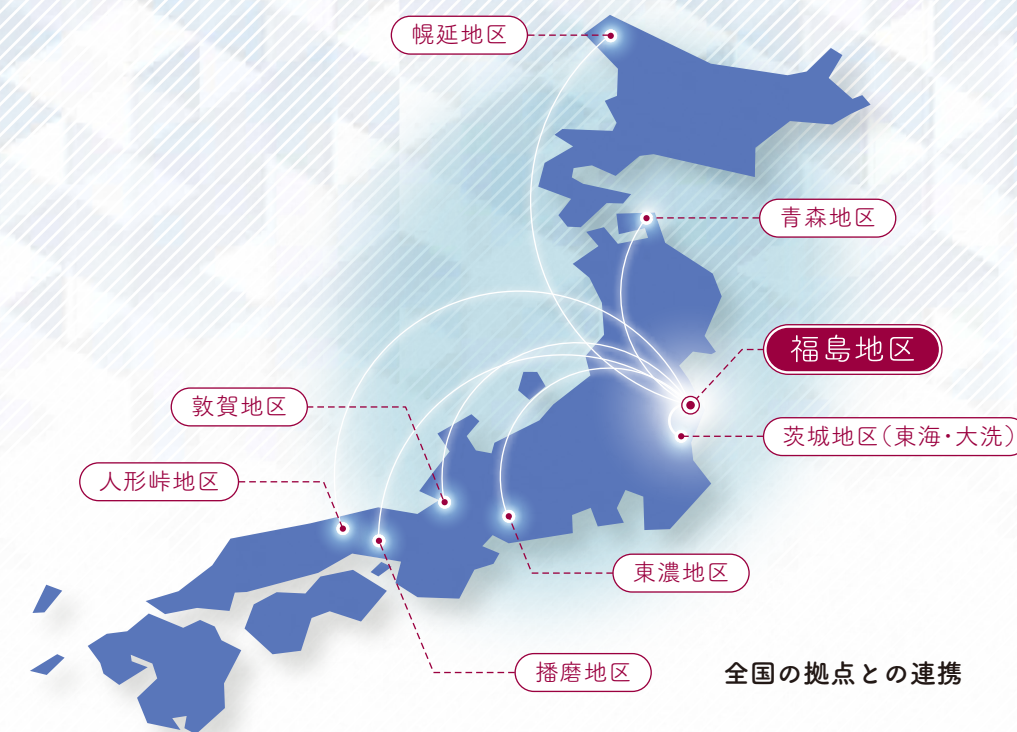 幌延地区
青森地区
福島地区
敦賀地区
茨城地区（東海・大洗）
人形峠地区
東濃地区
播磨地区
全国の拠点との連携